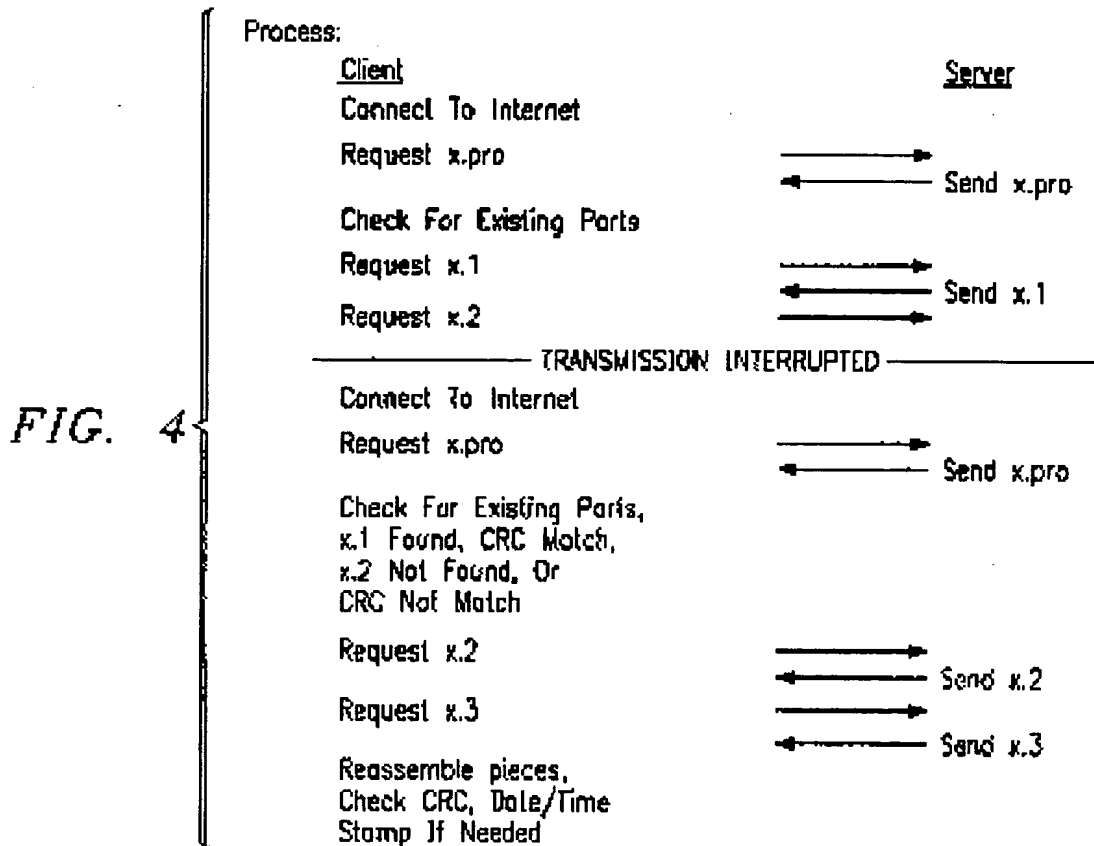 Process:
Client Server
Connect To Internet
Request x.pro
Send x.pro
Check For Existing Parts
Request x.1
Send x.1
Request x.2
TRANSMISSION INTERRUPTED
Connect To Internet
FIG. 4
Request x.pro
Send x.pro
Check For Existing Parts,
x.1 Found, CRC Match,
x.2 Not Found, Or
CRC Not Match
Request x.2
Send x.2
Request x.3
Send x.3
Reassemble pieces,
Check CRC, Date/Time
Stamp If Needed